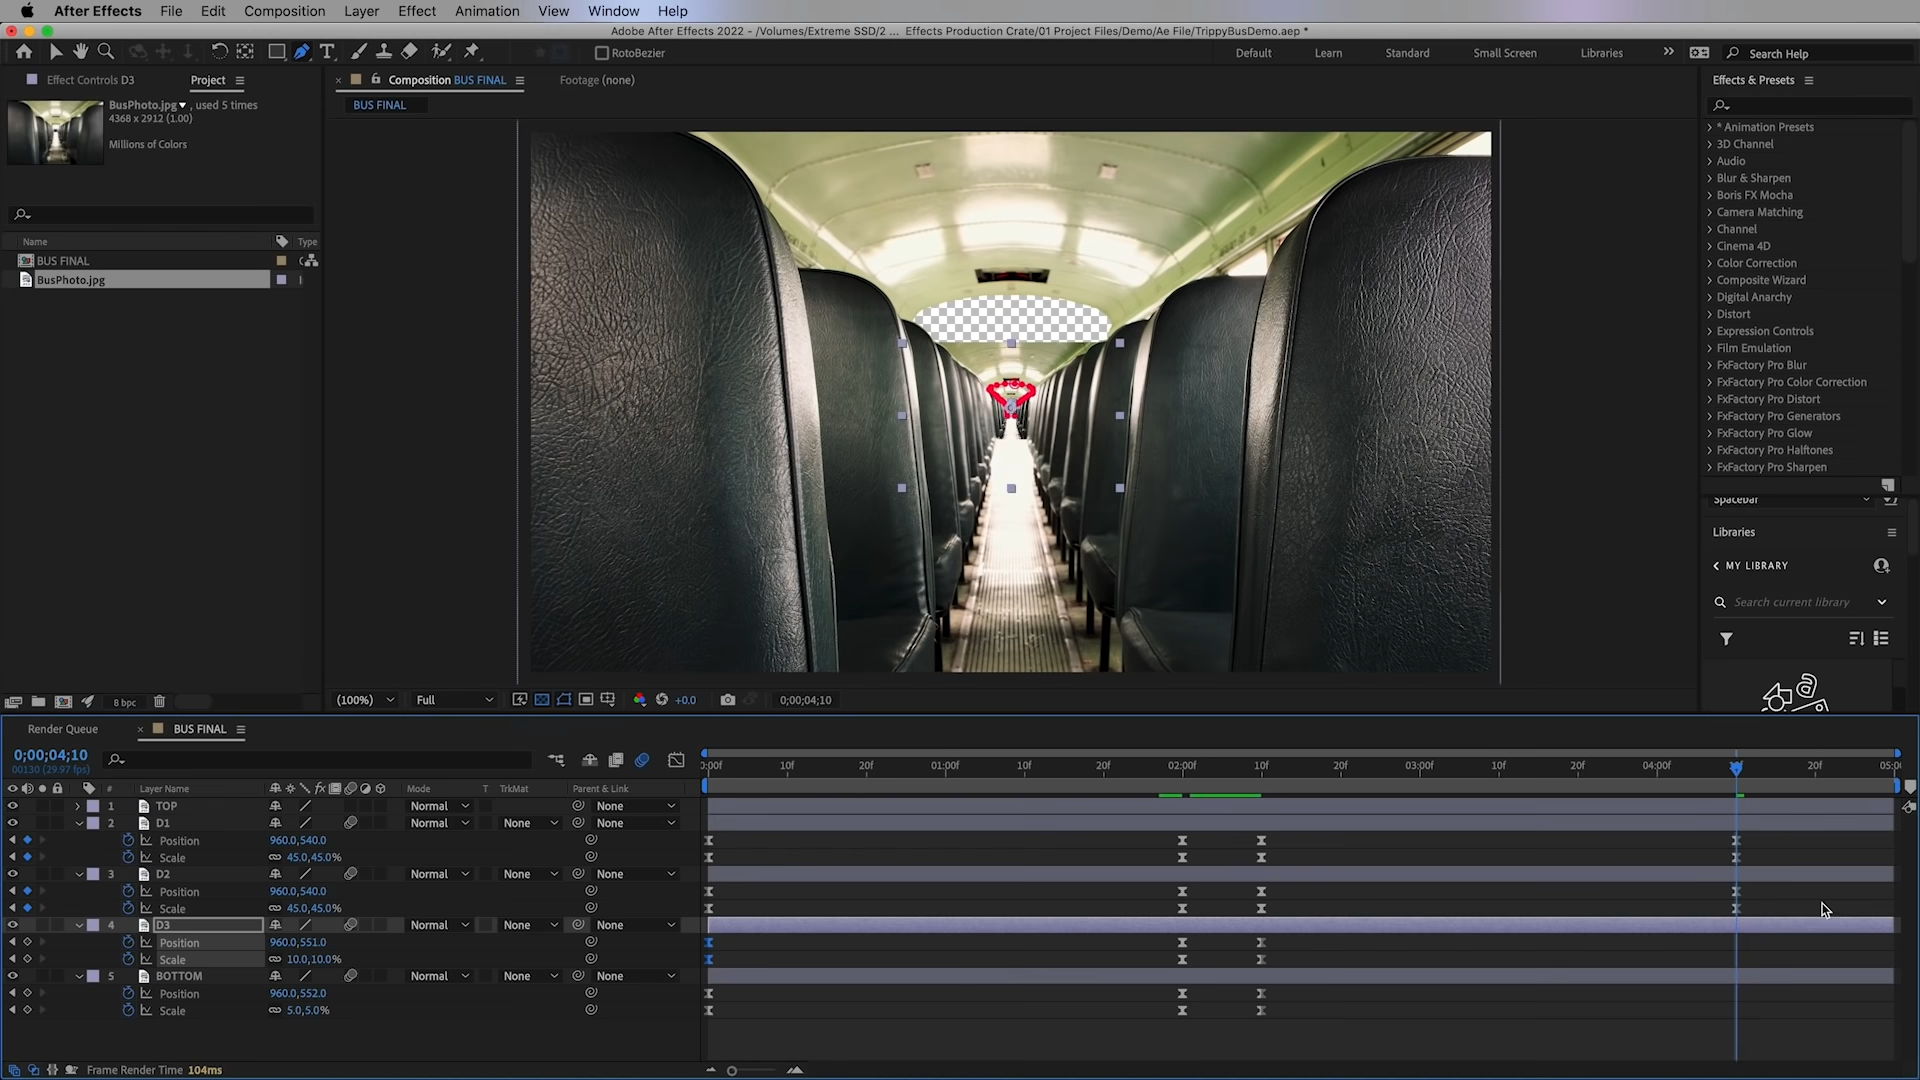 After Effects File Edit Composition Layer Effect Animation View Window Help
Adobe After Effects 2022 - /Volumes/Extreme SSD/2 ... Effects Production Crate/01 Project Files/Demo/Ae File/TrippyBusDemo.aep *
RotoBezier Default Learn Standard Small Screen Libraries Search Help
Effect Controls D3 Project
Composition BUS FINAL Footage (none)
Effects & Presets
BUS FINAL
BusPhoto.jpg , used 5 times
4368 x 2912 (1.00)
Millions of Colors
Name Type
BUS FINAL
BusPhoto.jpg
* Animation Presets
3D Channel
Audio
Blur & Sharpen
Boris FX Mocha
Camera Matching
Channel
Cinema 4D
Color Correction
Composite Wizard
Digital Anarchy
Distort
Expression Controls
Film Emulation
FxFactory Pro Blur
FxFactory Pro Color Correction
FxFactory Pro Distort
FxFactory Pro Generators
FxFactory Pro Glow
FxFactory Pro Halftones
FxFactory Pro Sharpen
Spacebar
Libraries
MY LIBRARY
Search current library
8 bpc
(100%) Full +0.0 0;00;04;10
Render Queue BUS FINAL
0;00;04;10
00130 (29.97 fps)
:00f 10f 20f 01:00f 10f 20f 02:00f 10f 20f 03:00f 10f 20f 04:00f 20f 05:0
# Layer Name fx Mode T TrkMat Parent & Link
1 TOP Normal None
2 D1 Normal None None
Position 960.0,540.0
Scale 45.0,45.0%
3 D2 Normal None None
Position 960.0,540.0
Scale 45.0,45.0%
4 D3 Normal None None
Position 960.0,551.0
Scale 10.0,10.0%
5 BOTTOM Normal None None
Position 960.0,552.0
Scale 5.0,5.0%
Frame Render Time 104ms